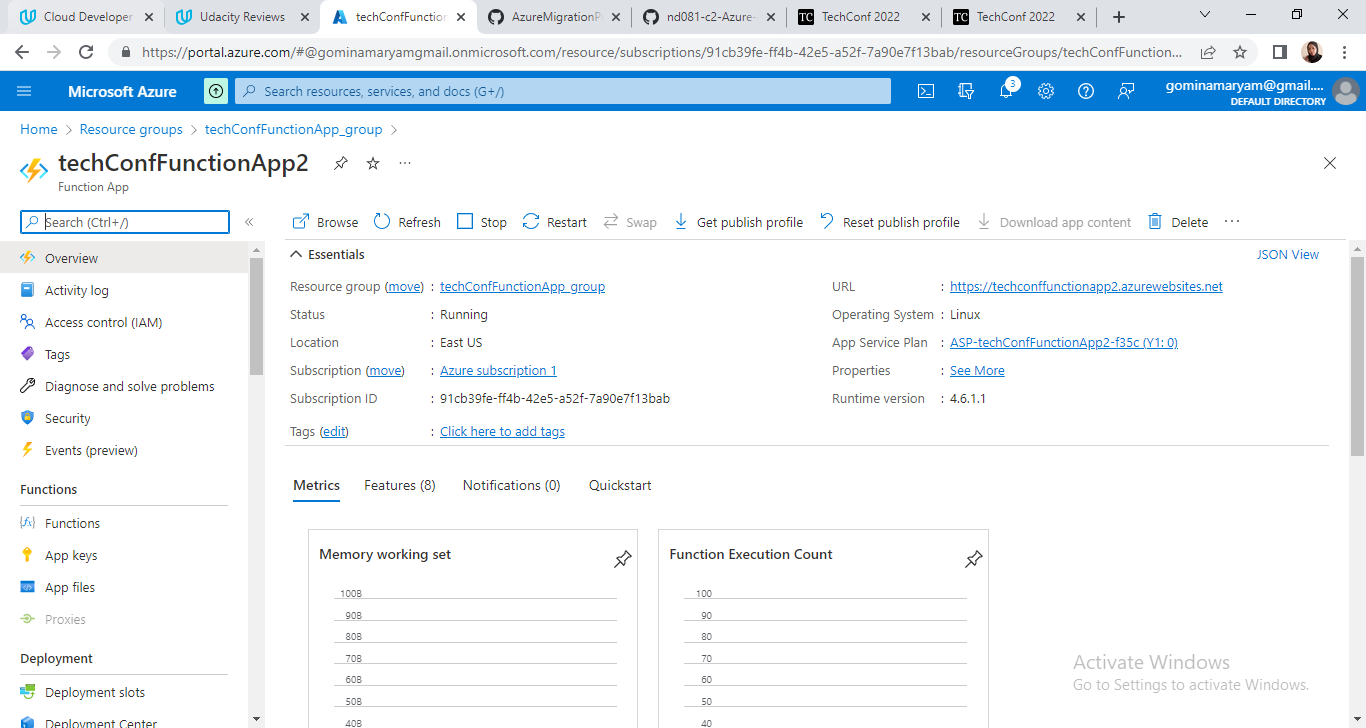 Cloud Developer
Udacity Reviews
techConfFunction
AzureMigrationP
nd081-c2-Azure-
TC TechConf 2022
TC TechConf 2022
https://portal.azure.com/#@gominamaryamgmail.onmicrosoft.com/resource/subscriptions/91cb39fe-ff4b-42e5-a52f-7a90e7f13bab/resourceGroups/techConfFunction...
Microsoft Azure
Search resources, services, and docs (G+/)
3
gominamaryam@gmail....
DEFAULT DIRECTORY
Home > Resource groups > techConfFunctionApp_group >
techConfFunctionApp2
...
Function App
Search (Ctrl+/)
«
Overview
Activity log
Access control (IAM)
Tags
Diagnose and solve problems
Security
Events (preview)
Functions
Functions
App keys
App files
Proxies
Deployment
Deployment slots
Deployment Center
Browse Refresh Stop Restart Swap Get publish profile Reset publish profile Download app content Delete ...
Essentials
JSON View
Resource group (move) : techConfFunctionApp_group
Status : Running
Location : East US
Subscription (move) : Azure subscription 1
Subscription ID : 91cb39fe-ff4b-42e5-a52f-7a90e7f13bab
Tags (edit) : Click here to add tags
URL : https://techconffunctionapp2.azurewebsites.net
Operating System : Linux
App Service Plan : ASP-techConfFunctionApp2-f35c (Y1: 0)
Properties : See More
Runtime version : 4.6.1.1
Metrics Features (8) Notifications (0) Quickstart
Memory working set
100B
90B
80B
70B
60B
50B
40B
Function Execution Count
100
90
80
70
60
50
40
Activate Windows
Go to Settings to activate Windows.